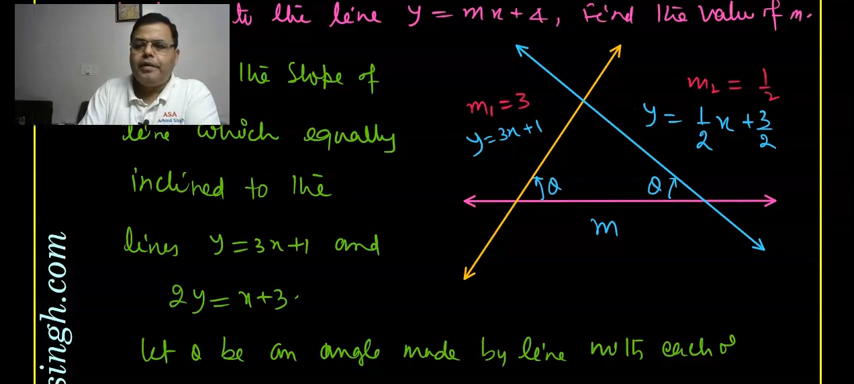 to the line y = mx + 4, Find the value of m.
the slope of
line which equally
inclined to the
lines y = 3x+1 and
2y = x+3.
Let θ be an angle made by line with each o
m₁ = 3
y = 3x+1
m₂ = 1/2
y = 1/2 x + 3/2
θ
θ
m
ASA
Arvind Singh
singh.com